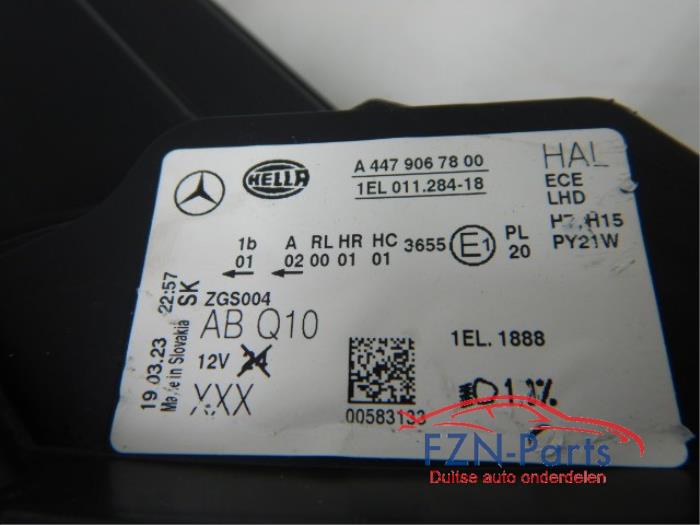 HELLA
A 447 906 78 00
1EL 011.284-18
HAL
ECE
LHD
H7,H15
PY21W
1b A RL HR HC 3655 E1 PL
01 02 00 01 01 20
ZGS004
AB Q10
12V
XXX
19.03.23 22:57
Made in Slovakia SK
1EL. 1888
00583133
FZN-Parts
Duitse auto onderdelen